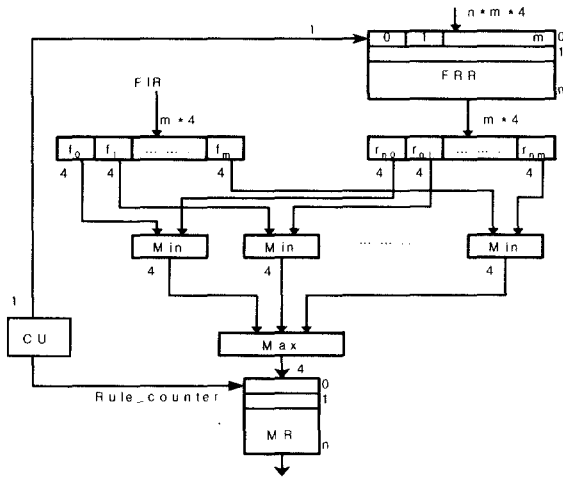 n * m * 4
1
0 1 m 0
1
FRR
n
FIR
m * 4
m * 4
f0 f1 ... ... . fm
rn0 rn1 ... ... . rnm
4 4 4 4 4 4
Min Min ... ... . Min
4 4 4
1
CU
Max
4
Rule_counter
0
1
MR
n